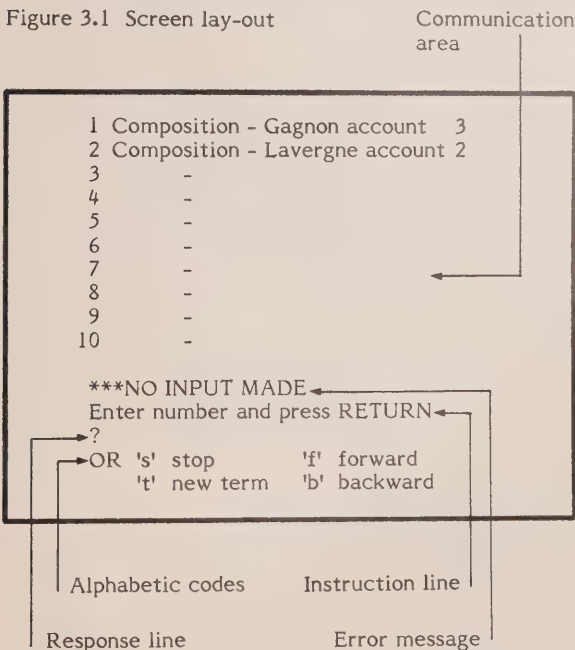 Figure 3.1 Screen lay-out Communication
area
1 Composition - Gagnon account 3
2 Composition - Lavergne account 2
3 -
4 -
5 -
6 -
7 -
8 -
9 -
10 -
***NO INPUT MADE
Enter number and press RETURN
?
OR 's' stop 'f' forward
't' new term 'b' backward
Alphabetic codes Instruction line
Response line Error message